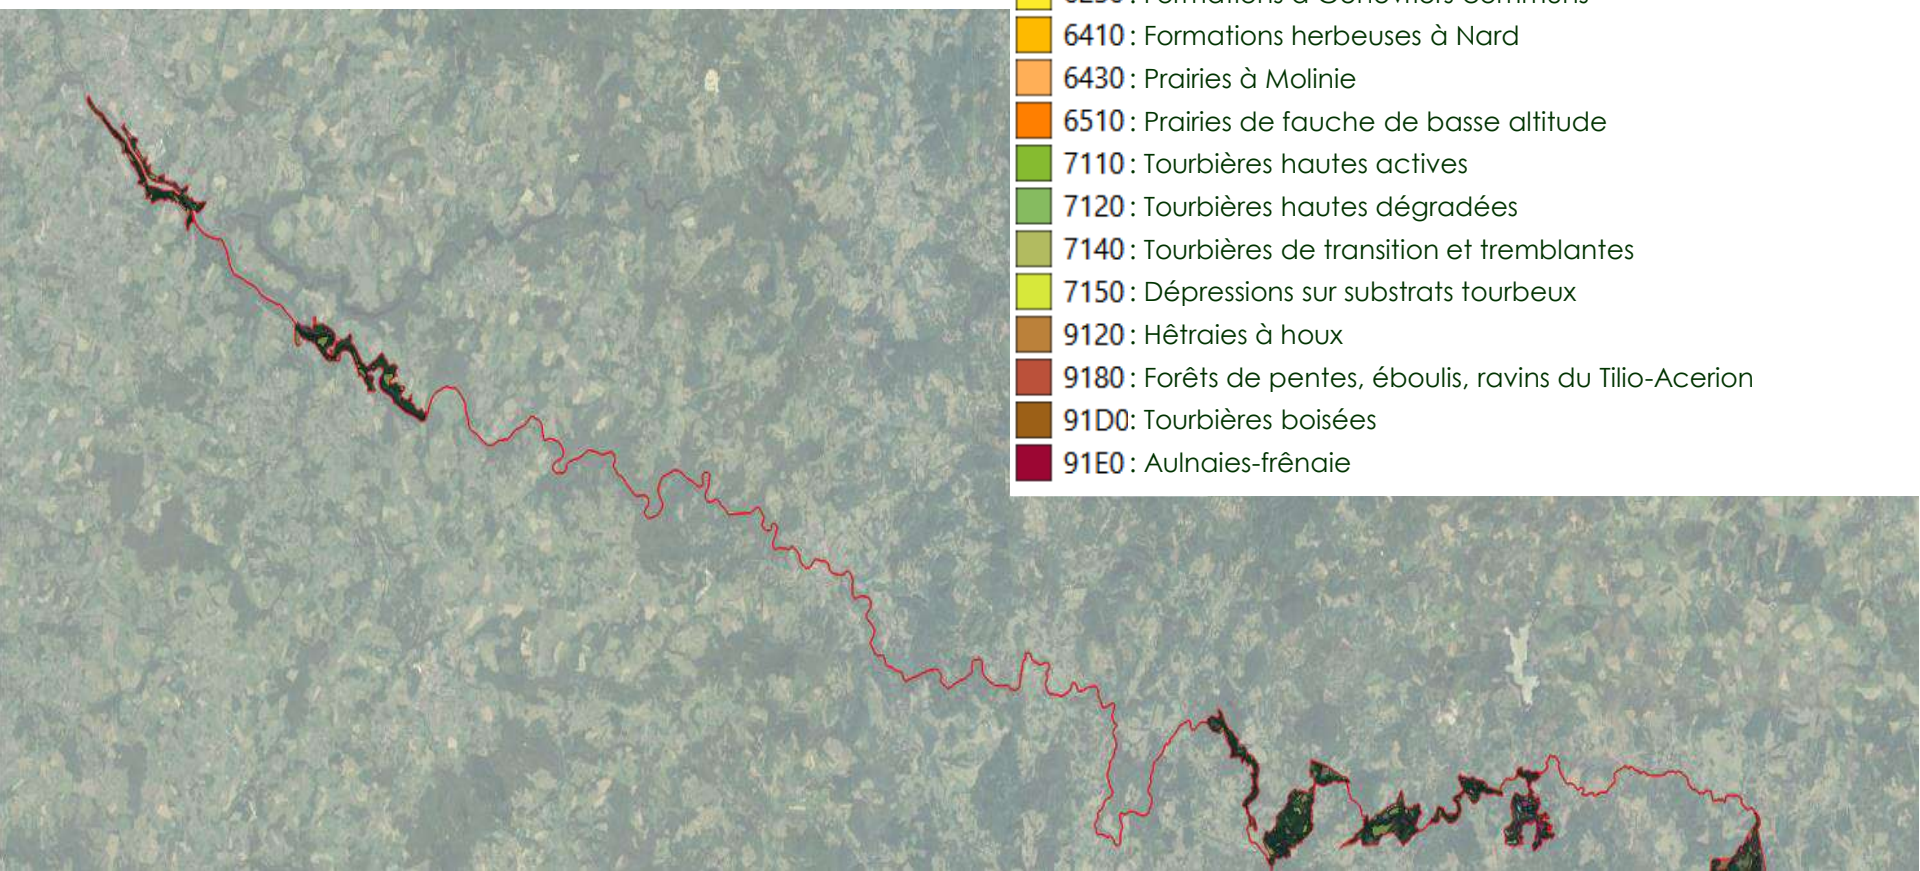 6410 : Formations herbeuses à Nard
6430 : Prairies à Molinie
6510 : Prairies de fauche de basse altitude
7110 : Tourbières hautes actives
7120 : Tourbières hautes dégradées
7140 : Tourbières de transition et tremblantes
7150 : Dépressions sur substrats tourbeux
9120 : Hêtraies à houx
9180 : Forêts de pentes, éboulis, ravins du Tilio-Acerion
91D0: Tourbières boisées
91E0 : Aulnaies-frênaie